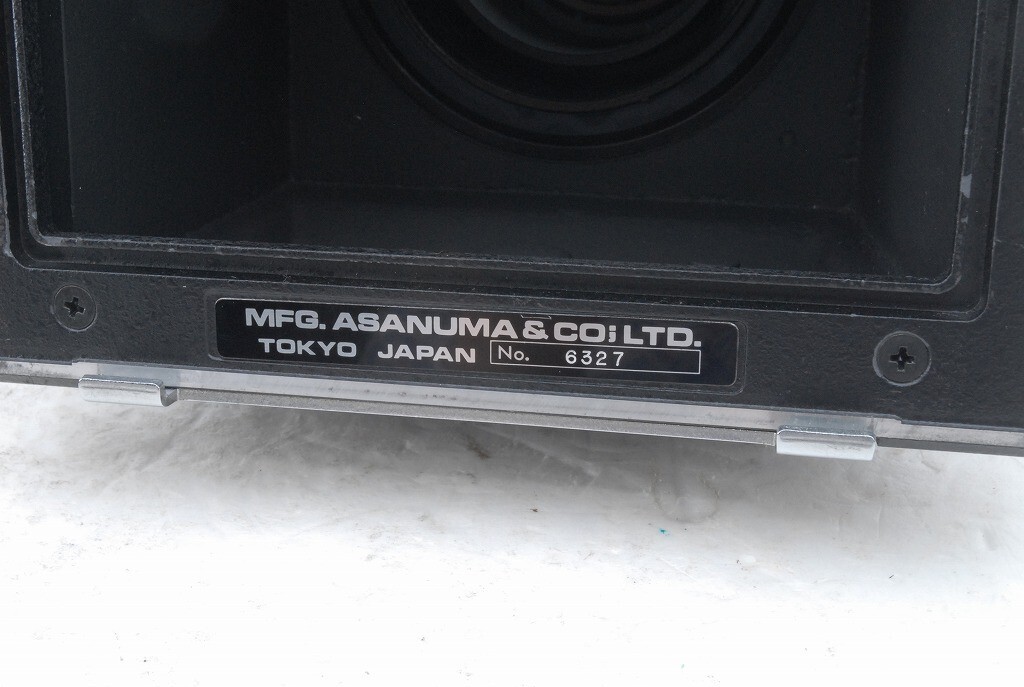 MFG. ASANUMA & CO;LTD.
TOKYO JAPAN No. 6327